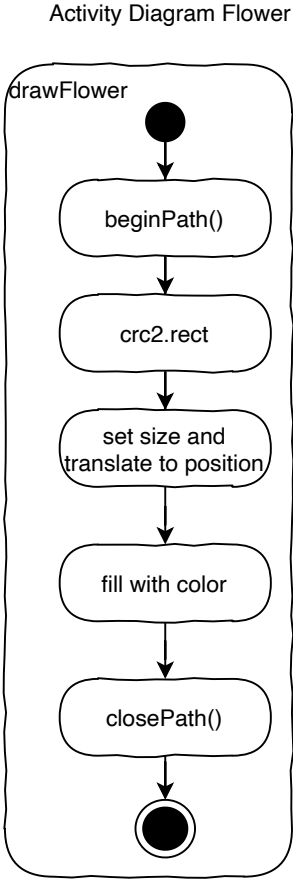 Activity Diagram Flower
drawFlower
beginPath()
crc2.rect
set size and
translate to position
fill with color
closePath()